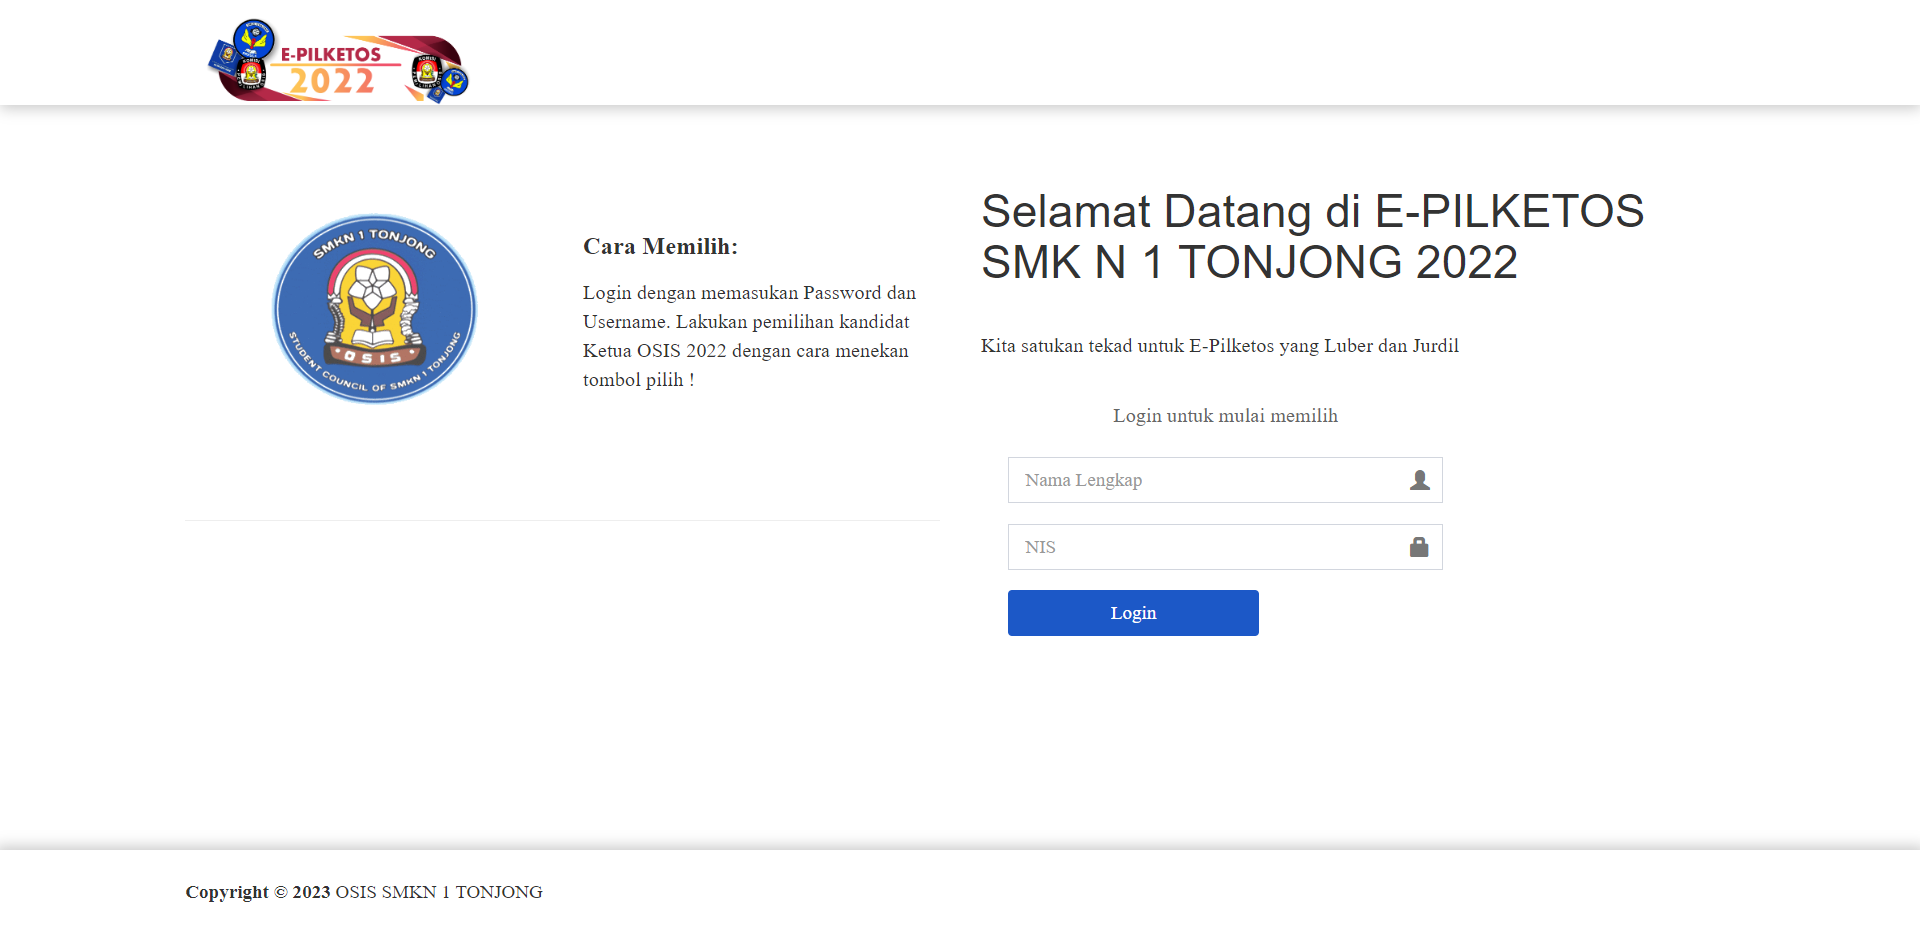 E-PILKETOS
2022
SMKN 1 TONJONG
OSIS
STUDENT COUNCIL OF SMKN 1 TONJONG
Cara Memilih:
Login dengan memasukan Password dan
Username. Lakukan pemilihan kandidat
Ketua OSIS 2022 dengan cara menekan
tombol pilih !
Selamat Datang di E-PILKETOS
SMK N 1 TONJONG 2022
Kita satukan tekad untuk E-Pilketos yang Luber dan Jurdil
Login untuk mulai memilih
Nama Lengkap
NIS
Login
Copyright © 2023 OSIS SMKN 1 TONJONG